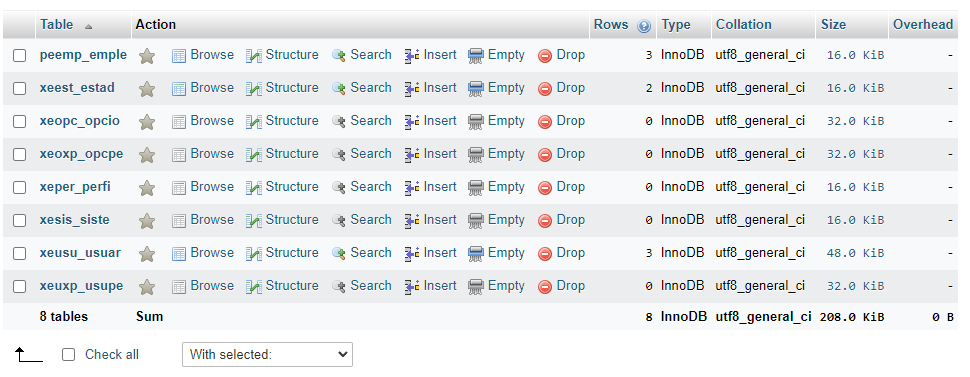 Table Action Rows Type Collation Size Overhead
peemp_emple Browse Structure Search Insert Empty Drop 3 InnoDB utf8_general_ci 16.0 KiB -
xeest_estad Browse Structure Search Insert Empty Drop 2 InnoDB utf8_general_ci 16.0 KiB -
xeopc_opcio Browse Structure Search Insert Empty Drop 0 InnoDB utf8_general_ci 32.0 KiB -
xeoxp_opcpe Browse Structure Search Insert Empty Drop 0 InnoDB utf8_general_ci 32.0 KiB -
xeper_perfi Browse Structure Search Insert Empty Drop 0 InnoDB utf8_general_ci 16.0 KiB -
xesis_siste Browse Structure Search Insert Empty Drop 0 InnoDB utf8_general_ci 16.0 KiB -
xeusu_usuar Browse Structure Search Insert Empty Drop 3 InnoDB utf8_general_ci 48.0 KiB -
xeuxp_usupe Browse Structure Search Insert Empty Drop 0 InnoDB utf8_general_ci 32.0 KiB -
8 tables Sum 8 InnoDB utf8_general_ci 208.0 KiB 0 B
Check all With selected: